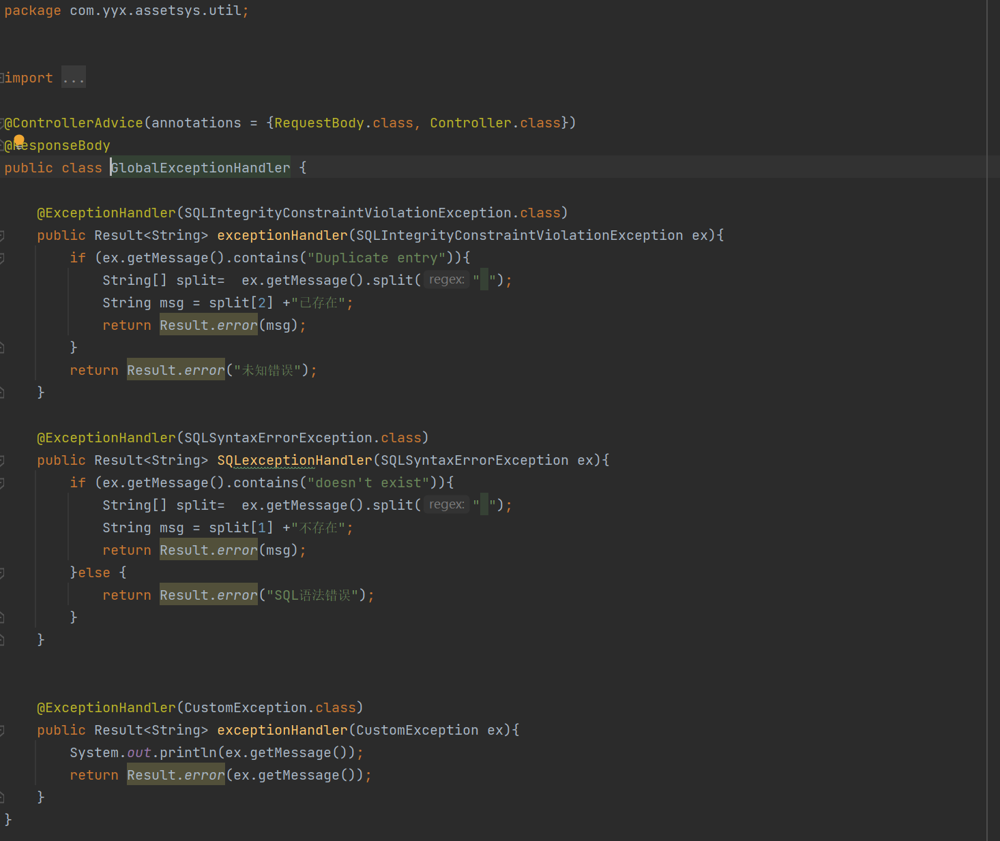 package com.yyx.assetsys.util;
import ...
@ControllerAdvice(annotations = {RequestBody.class, Controller.class})
@ResponseBody
public class GlobalExceptionHandler {
@ExceptionHandler(SQLIntegrityConstraintViolationException.class)
public Result<String> exceptionHandler(SQLIntegrityConstraintViolationException ex){
if (ex.getMessage().contains("Duplicate entry")){
String[] split=  ex.getMessage().split( regex: " ");
String msg = split[2] +"已存在";
return Result.error(msg);
}
return Result.error("未知错误");
}
@ExceptionHandler(SQLSyntaxErrorException.class)
public Result<String> SQLexceptionHandler(SQLSyntaxErrorException ex){
if (ex.getMessage().contains("doesn't exist")){
String[] split=  ex.getMessage().split( regex: " ");
String msg = split[1] +"不存在";
return Result.error(msg);
}else {
return Result.error("SQL语法错误");
}
}
@ExceptionHandler(CustomException.class)
public Result<String> exceptionHandler(CustomException ex){
System.out.println(ex.getMessage());
return Result.error(ex.getMessage());
}
}